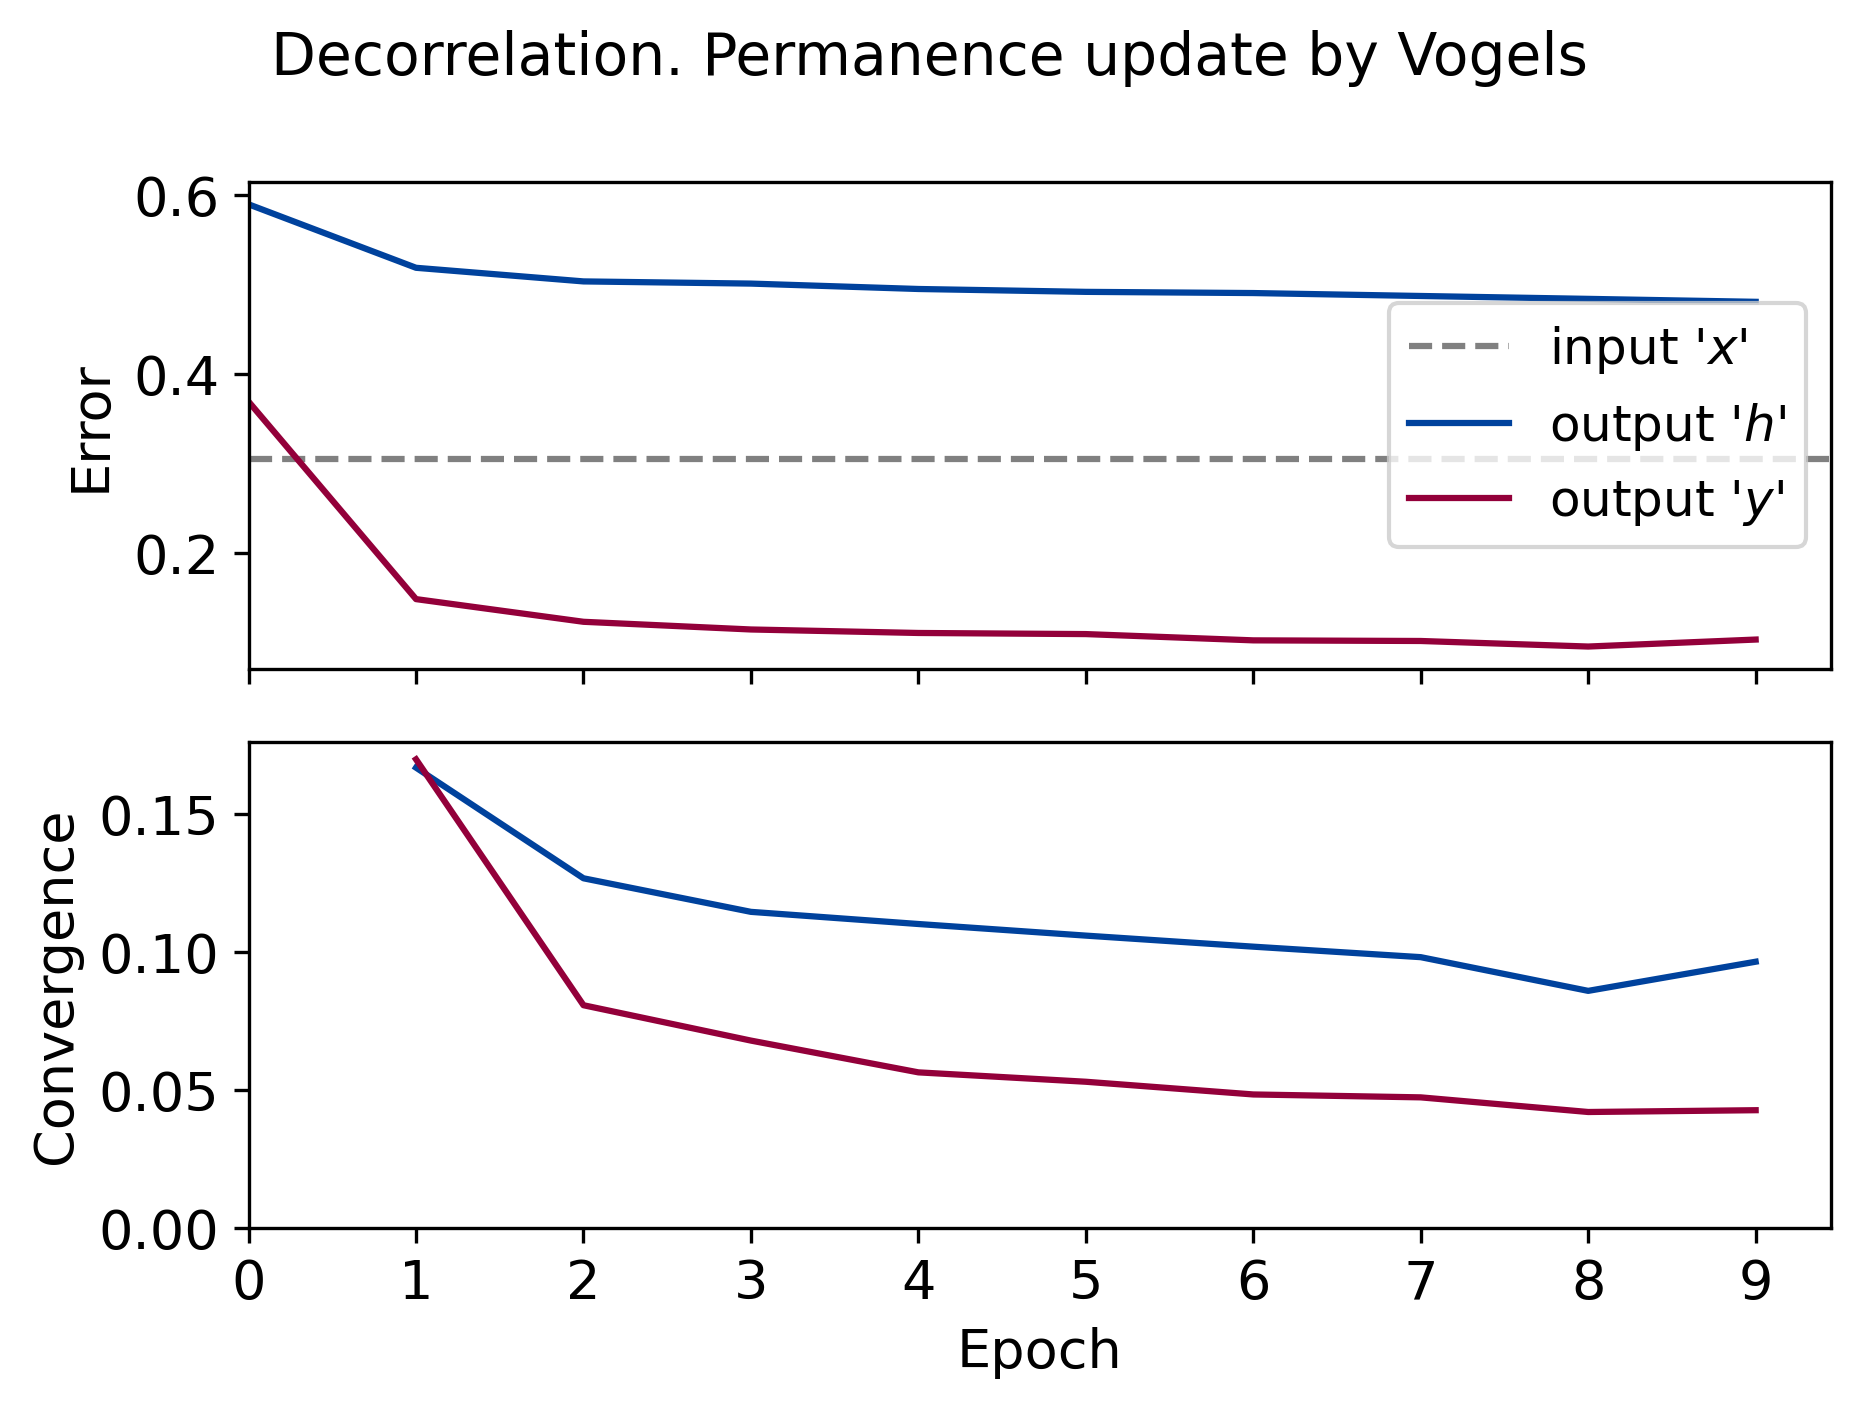 Decorrelation. Permanence update by Vogels
0.6
0.4
0.2
Error
input 'x'
output 'h'
output 'y'
0.15
0.10
0.05
0.00
Convergence
0 1 2 3 4 5 6 7 8 9
Epoch